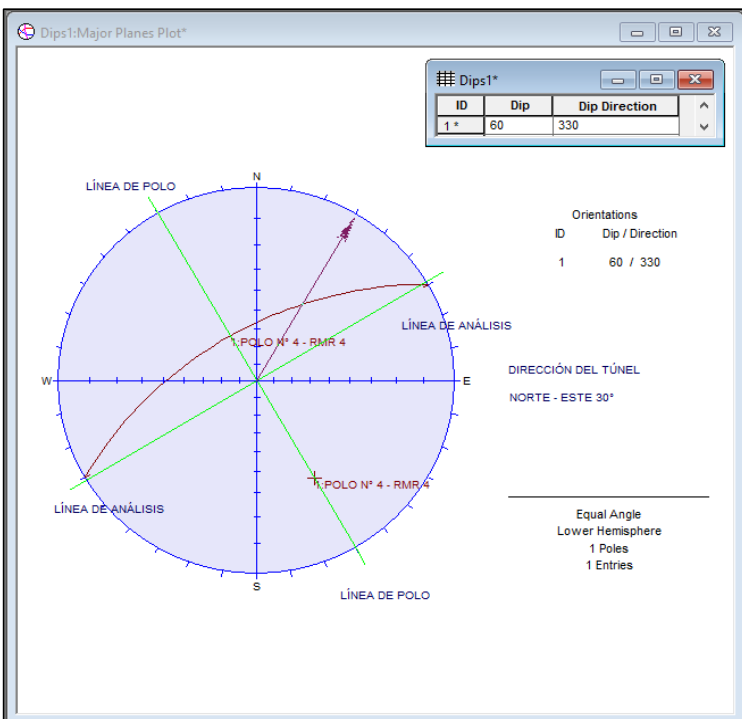 Dips1:Major Planes Plot*
Dips1*
ID Dip Dip Direction
1 * 60 330
N
LÍNEA DE POLO
Orientations
ID Dip / Direction
1 60 / 330
LÍNEA DE ANÁLISIS
1:POLO N° 4 - RMR 4
DIRECCIÓN DEL TÚNEL
W
E
NORTE - ESTE 30°
1:POLO N° 4 - RMR 4
LÍNEA DE ANÁLISIS
Equal Angle
Lower Hemisphere
1 Poles
1 Entries
S
LÍNEA DE POLO